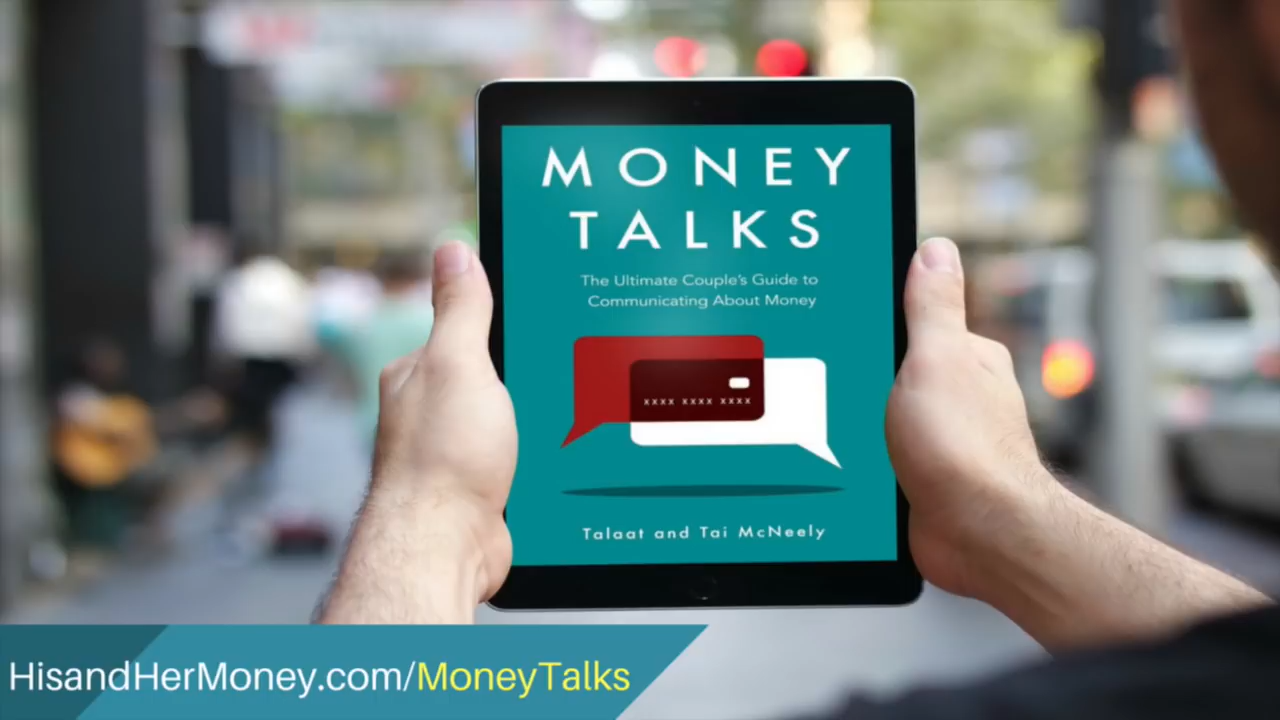 MONEY
TALKS
The Ultimate Couple's Guide to
Communicating About Money
xxxx xxxx xxxx
Talaat and Tai McNeely
HisandHerMoney.com/MoneyTalks